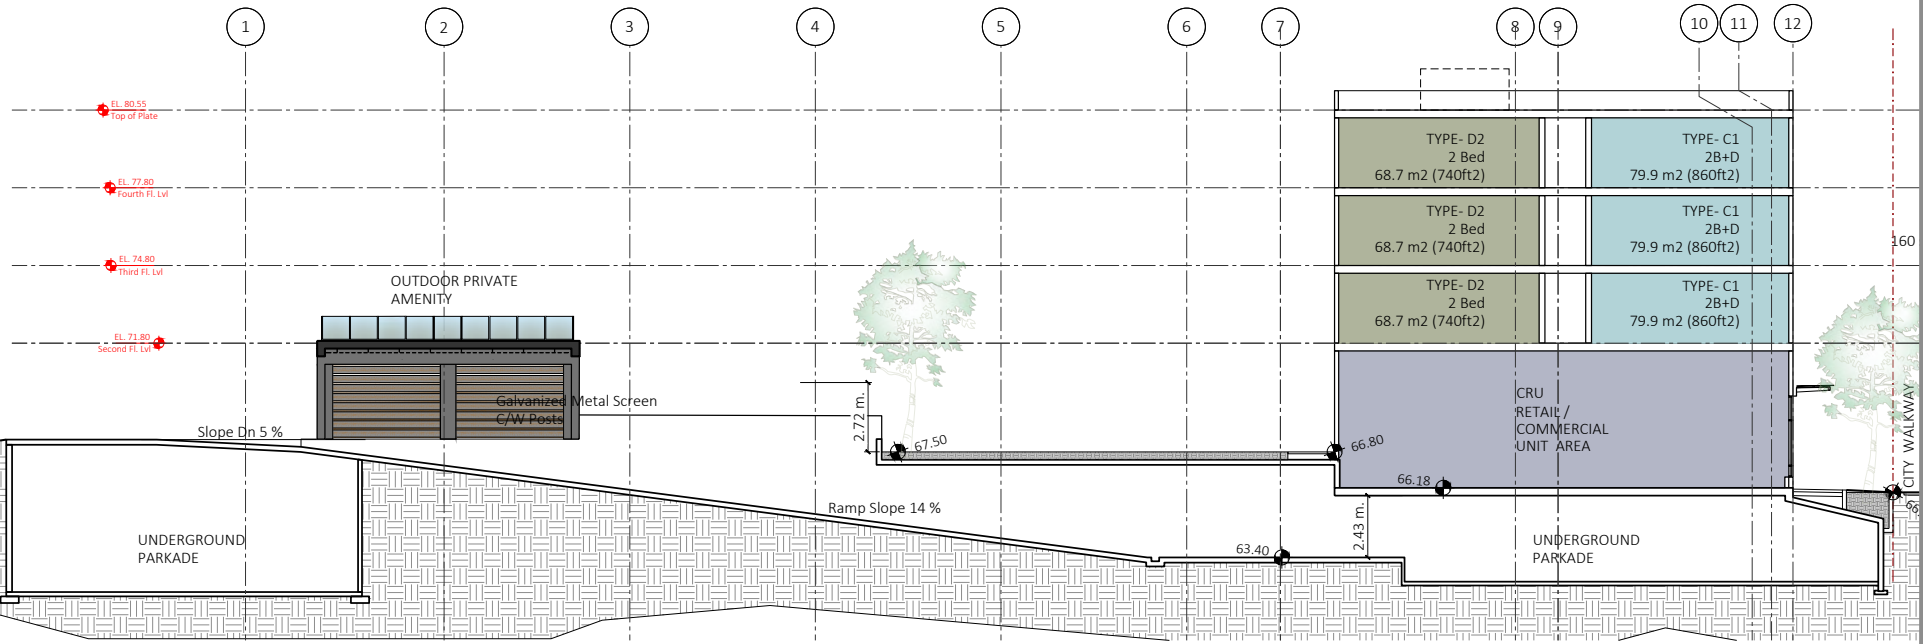 1
2
3
4
5
6
7
8
9
10
11
12
EL. 80.55
Top of Plate
EL. 77.80
Fourth Fl. Lvl
EL. 74.80
Third Fl. Lvl
EL. 71.80
Second Fl. Lvl
TYPE- D2
2 Bed
68.7 m2 (740ft2)
TYPE- C1
2B+D
79.9 m2 (860ft2)
TYPE- D2
2 Bed
68.7 m2 (740ft2)
TYPE- C1
2B+D
79.9 m2 (860ft2)
TYPE- D2
2 Bed
68.7 m2 (740ft2)
TYPE- C1
2B+D
79.9 m2 (860ft2)
160
OUTDOOR PRIVATE
AMENITY
Galvanized Metal Screen
C/W Posts
Slope Dn 5 %
2.72 m.
67.50
66.80
CRU
RETAIL /
COMMERCIAL
UNIT AREA
CITY WALKWAY
66.18
66.
Ramp Slope 14 %
2.43 m.
63.40
UNDERGROUND
PARKADE
UNDERGROUND
PARKADE